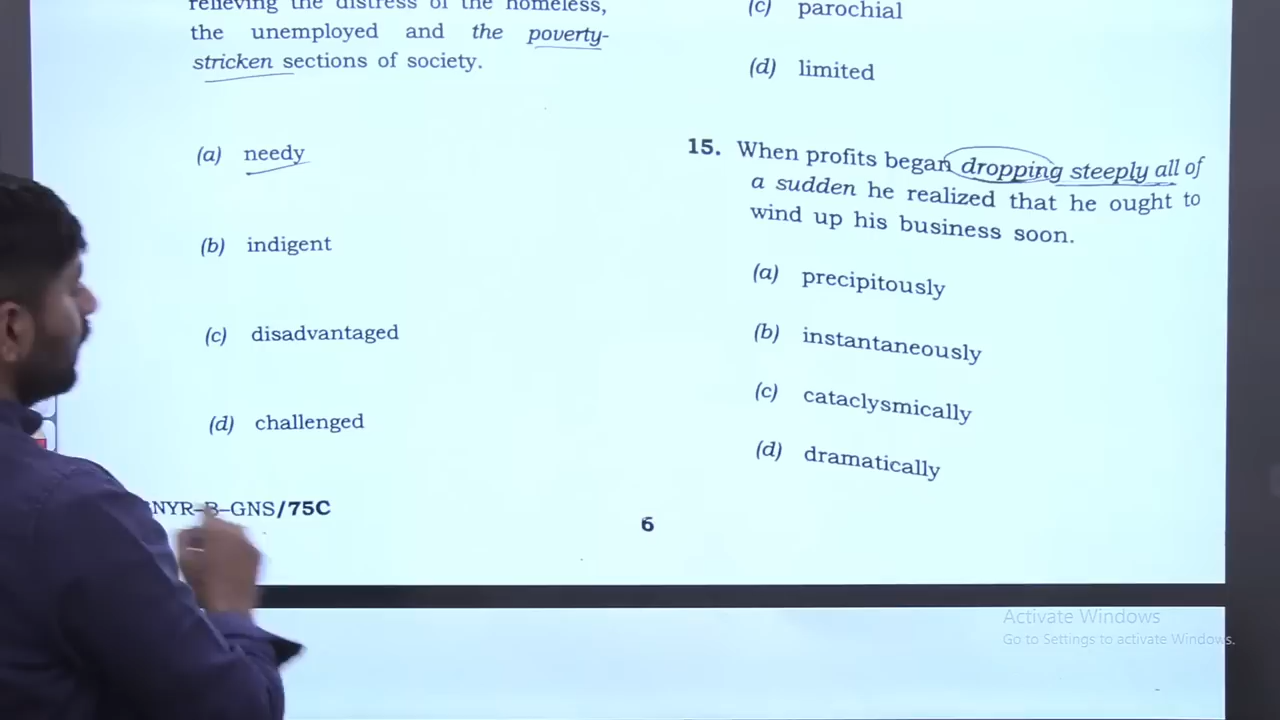 relieving the distress of the homeless,
the unemployed and the poverty-
stricken sections of society.
(a) needy
(b) indigent
(c) disadvantaged
(d) challenged
NYR–B–GNS/75C
(c) parochial
(d) limited
15. When profits began dropping steeply all of
a sudden he realized that he ought to
wind up his business soon.
(a) precipitously
(b) instantaneously
(c) cataclysmically
(d) dramatically
6
Activate Windows
Go to Settings to activate Windows.